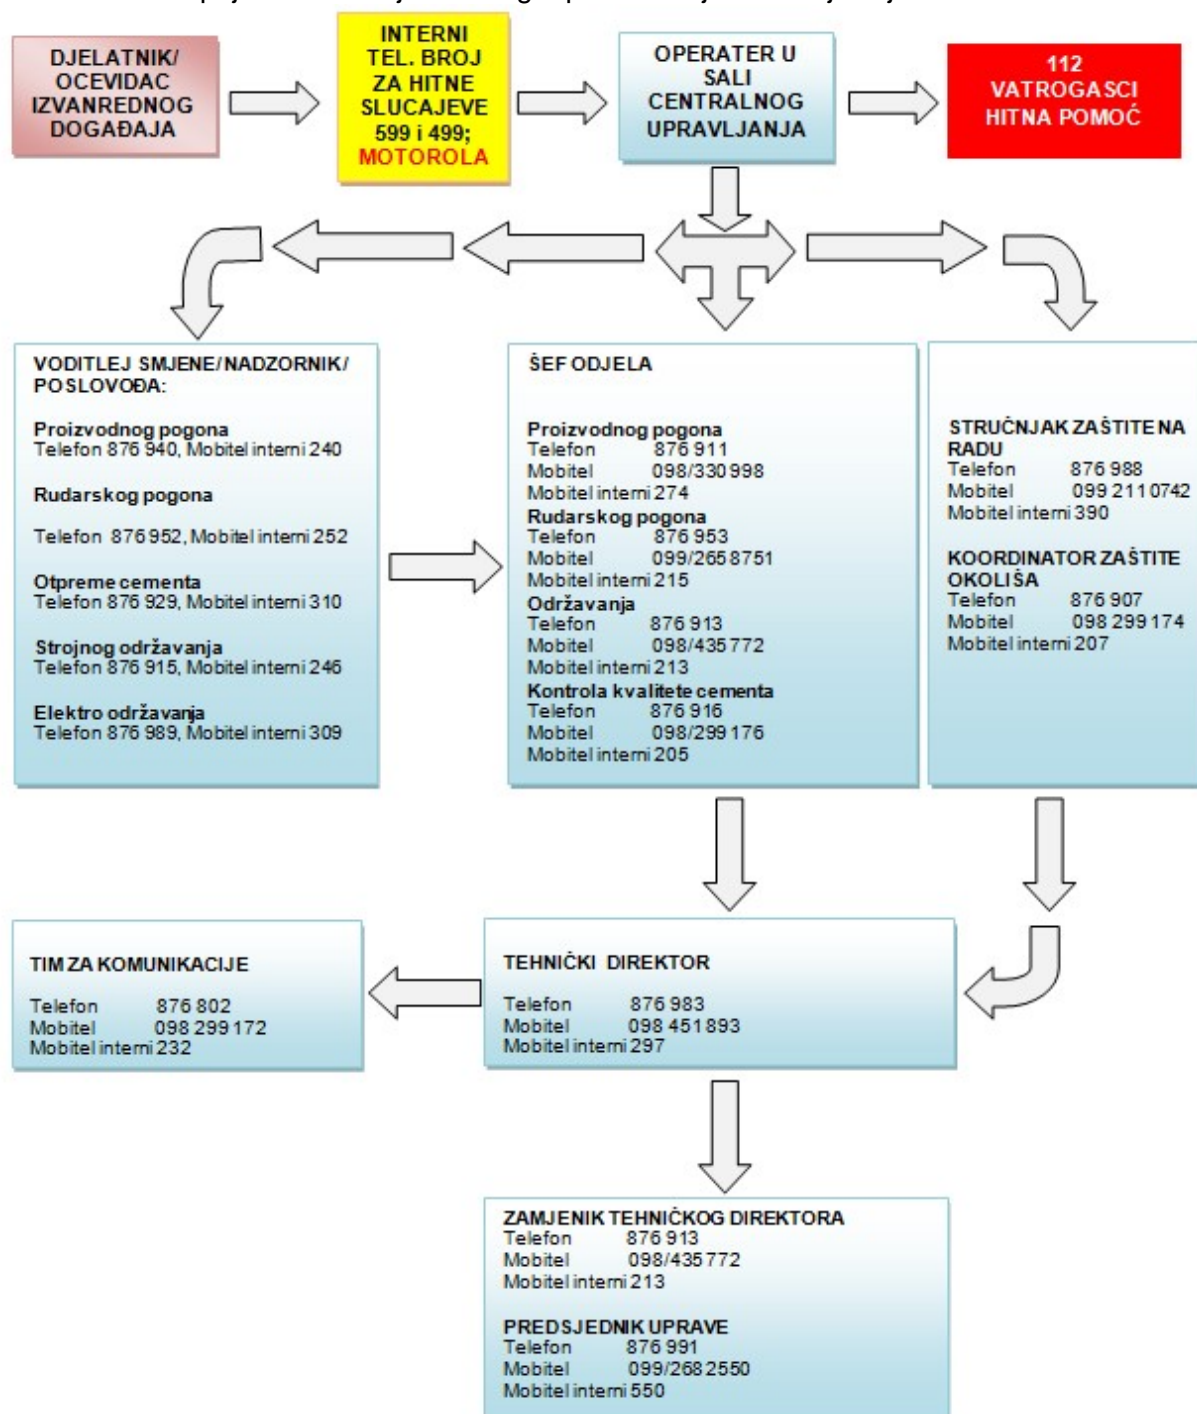 DJELATNIK/
OCEVIDAC
IZVANREDNOG
DOGAĐAJA
INTERNI
TEL. BROJ
ZA HITNE
SLUCAJEVE
599 i 499;
MOTOROLA
OPERATER U
SALI
CENTRALNOG
UPRAVLJANJA
112
VATROGASCI
HITNA POMOĆ
VODITLEJ SMJENE/NADZORNIK/
POSLOVOĐA:
Proizvodnog pogona
Telefon 876 940, Mobitel interni 240
Rudarskog pogona
Telefon 876 952, Mobitel interni 252
Otpreme cementa
Telefon 876 929, Mobitel interni 310
Strojnog održavanja
Telefon 876 915, Mobitel interni 246
Elektro održavanja
Telefon 876 989, Mobitel interni 309
ŠEF ODJELA
Proizvodnog pogona
Telefon 876 911
Mobitel 098/330 998
Mobitel interni 274
Rudarskog pogona
Telefon 876 953
Mobitel 099/265 8751
Mobitel interni 215
Održavanja
Telefon 876 913
Mobitel 098/435 772
Mobitel interni 213
Kontrola kvalitete cementa
Telefon 876 916
Mobitel 098/299 176
Mobitel interni 205
STRUČNJAK ZAŠTITE NA
RADU
Telefon 876 988
Mobitel 099 211 0742
Mobitel interni 390
KOORDINATOR ZAŠTITE
OKOLIŠA
Telefon 876 907
Mobitel 098 299 174
Mobitel interni 207
TIM ZA KOMUNIKACIJE
Telefon 876 802
Mobitel 098 299 172
Mobitel interni 232
TEHNIČKI DIREKTOR
Telefon 876 983
Mobitel 098 451 893
Mobitel interni 297
ZAMJENIK TEHNIČKOG DIREKTORA
Telefon 876 913
Mobitel 098/435 772
Mobitel interni 213
PREDSJEDNIK UPRAVE
Telefon 876 991
Mobitel 099/268 2550
Mobitel interni 550